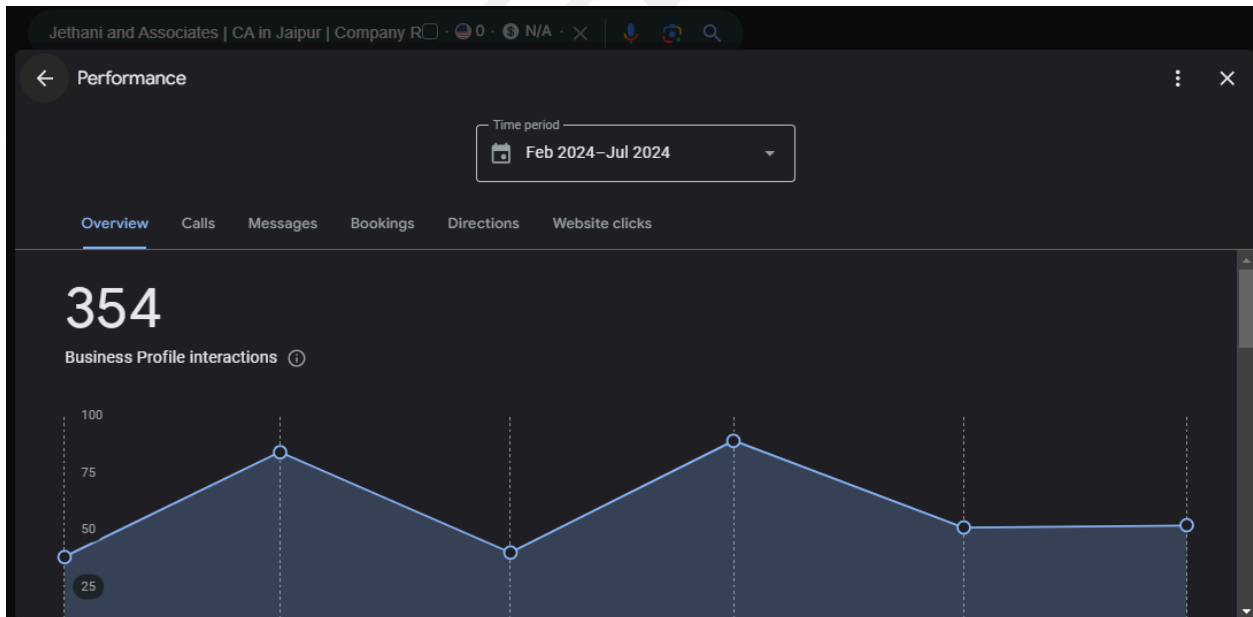 Jethani and Associates | CA in Jaipur | Company R · 0 · N/A ·
Performance
Time period
Feb 2024–Jul 2024
Overview Calls Messages Bookings Directions Website clicks
354
Business Profile interactions
100
75
50
25